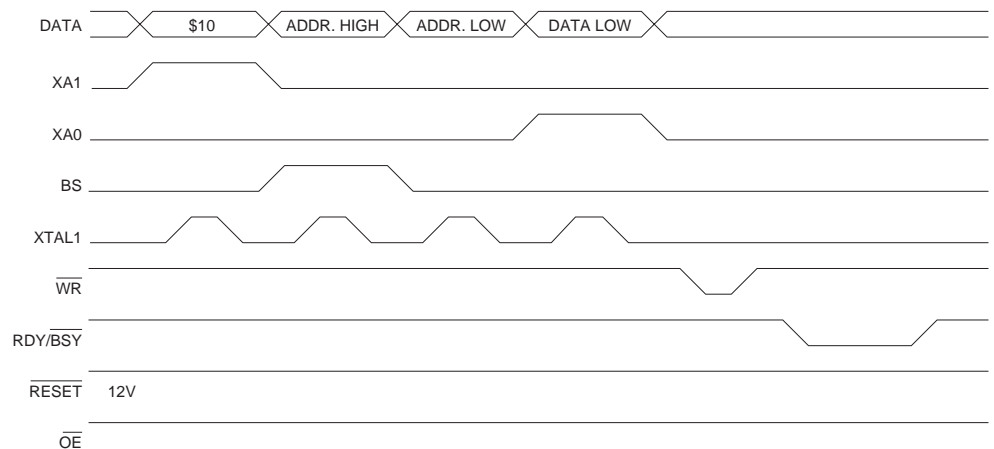 DATA $10 ADDR. HIGH ADDR. LOW DATA LOW
XA1
XA0
BS
XTAL1
WR
RDY/BSY
RESET 12V
OE